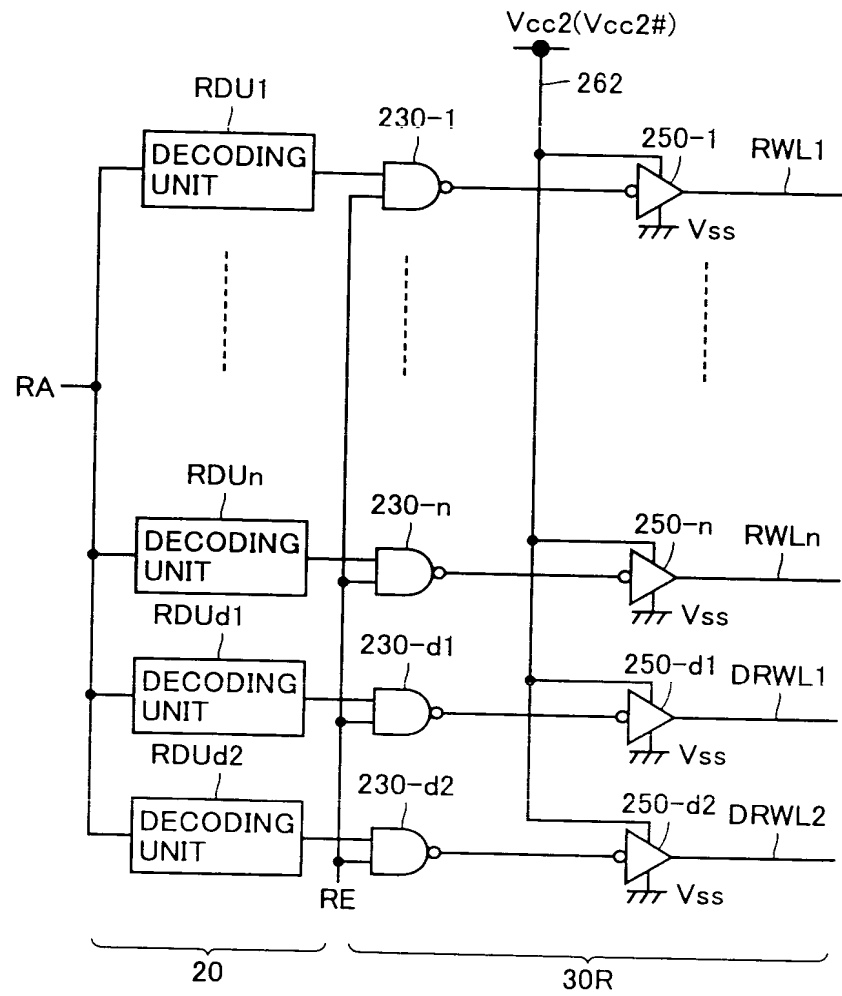 Vcc2(Vcc2#)
262
RDU1
230-1
250-1
RWL1
DECODING
UNIT
Vss
RA
RDUn
230-n
250-n
RWLn
DECODING
UNIT
Vss
RDUd1
230-d1
250-d1
DRWL1
DECODING
UNIT
Vss
RDUd2
230-d2
250-d2
DRWL2
DECODING
UNIT
Vss
RE
20
30R